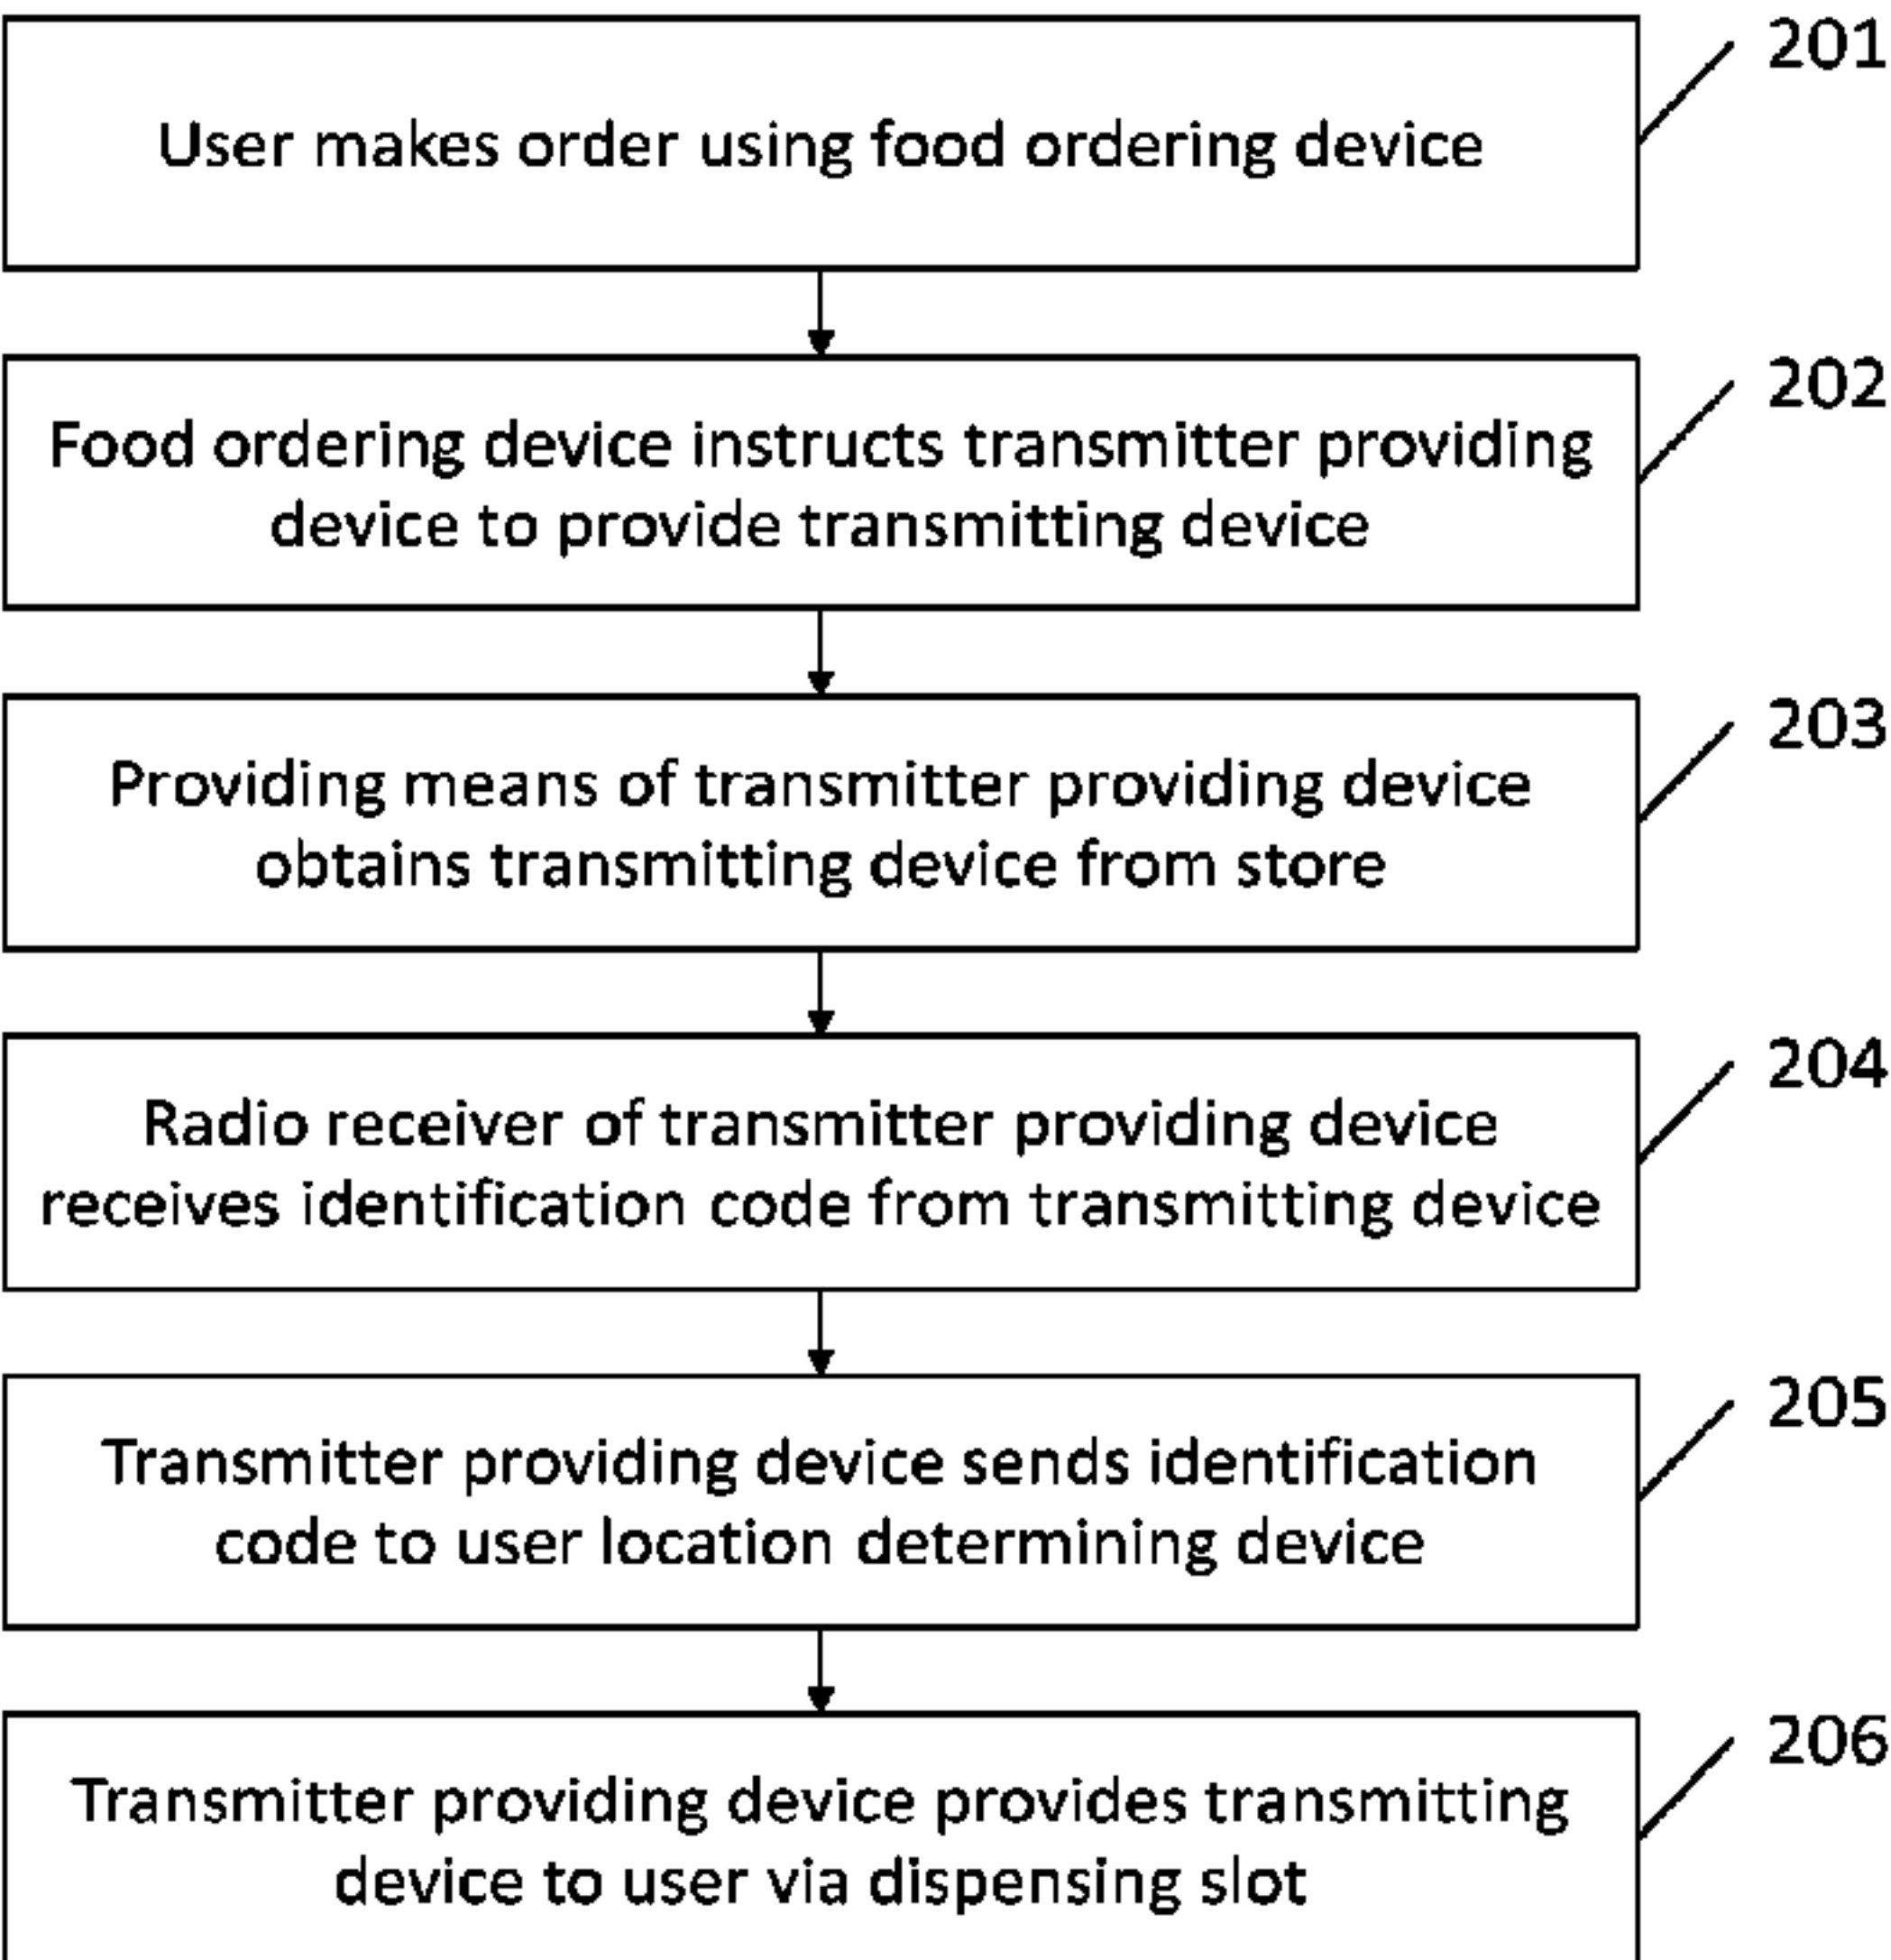 201
User makes order using food ordering device
202
Food ordering device instructs transmitter providing
device to provide transmitting device
203
Providing means of transmitter providing device
obtains transmitting device from store
204
Radio receiver of transmitter providing device
receives identification code from transmitting device
205
Transmitter providing device sends identification
code to user location determining device
206
Transmitter providing device provides transmitting
device to user via dispensing slot